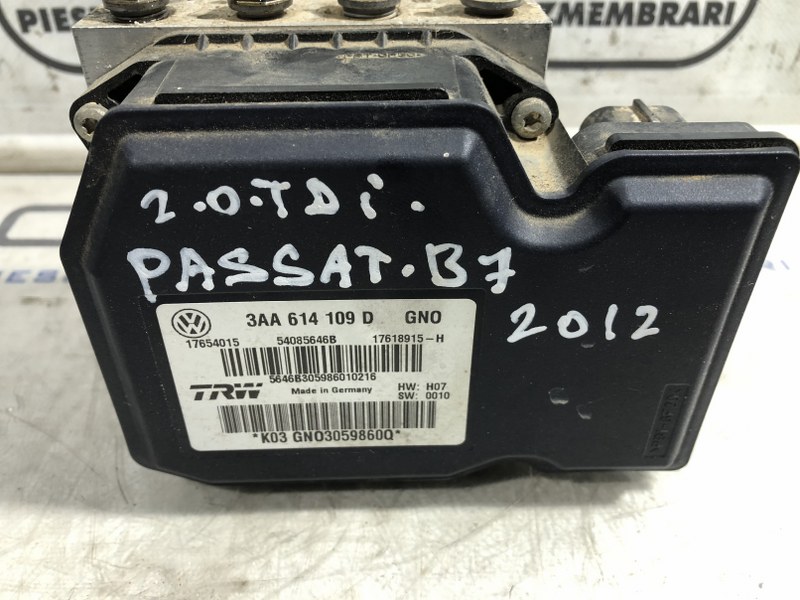 PIES ZMEMBRARI
2.0.TDi.
PASSAT.B7
2012
3AA 614 109 D GNO
17654015 54085646B 17618915-H
5646B305986010216
TRW Made in Germany HW: H07
SW: 0010
*K03 GNO3059860Q*